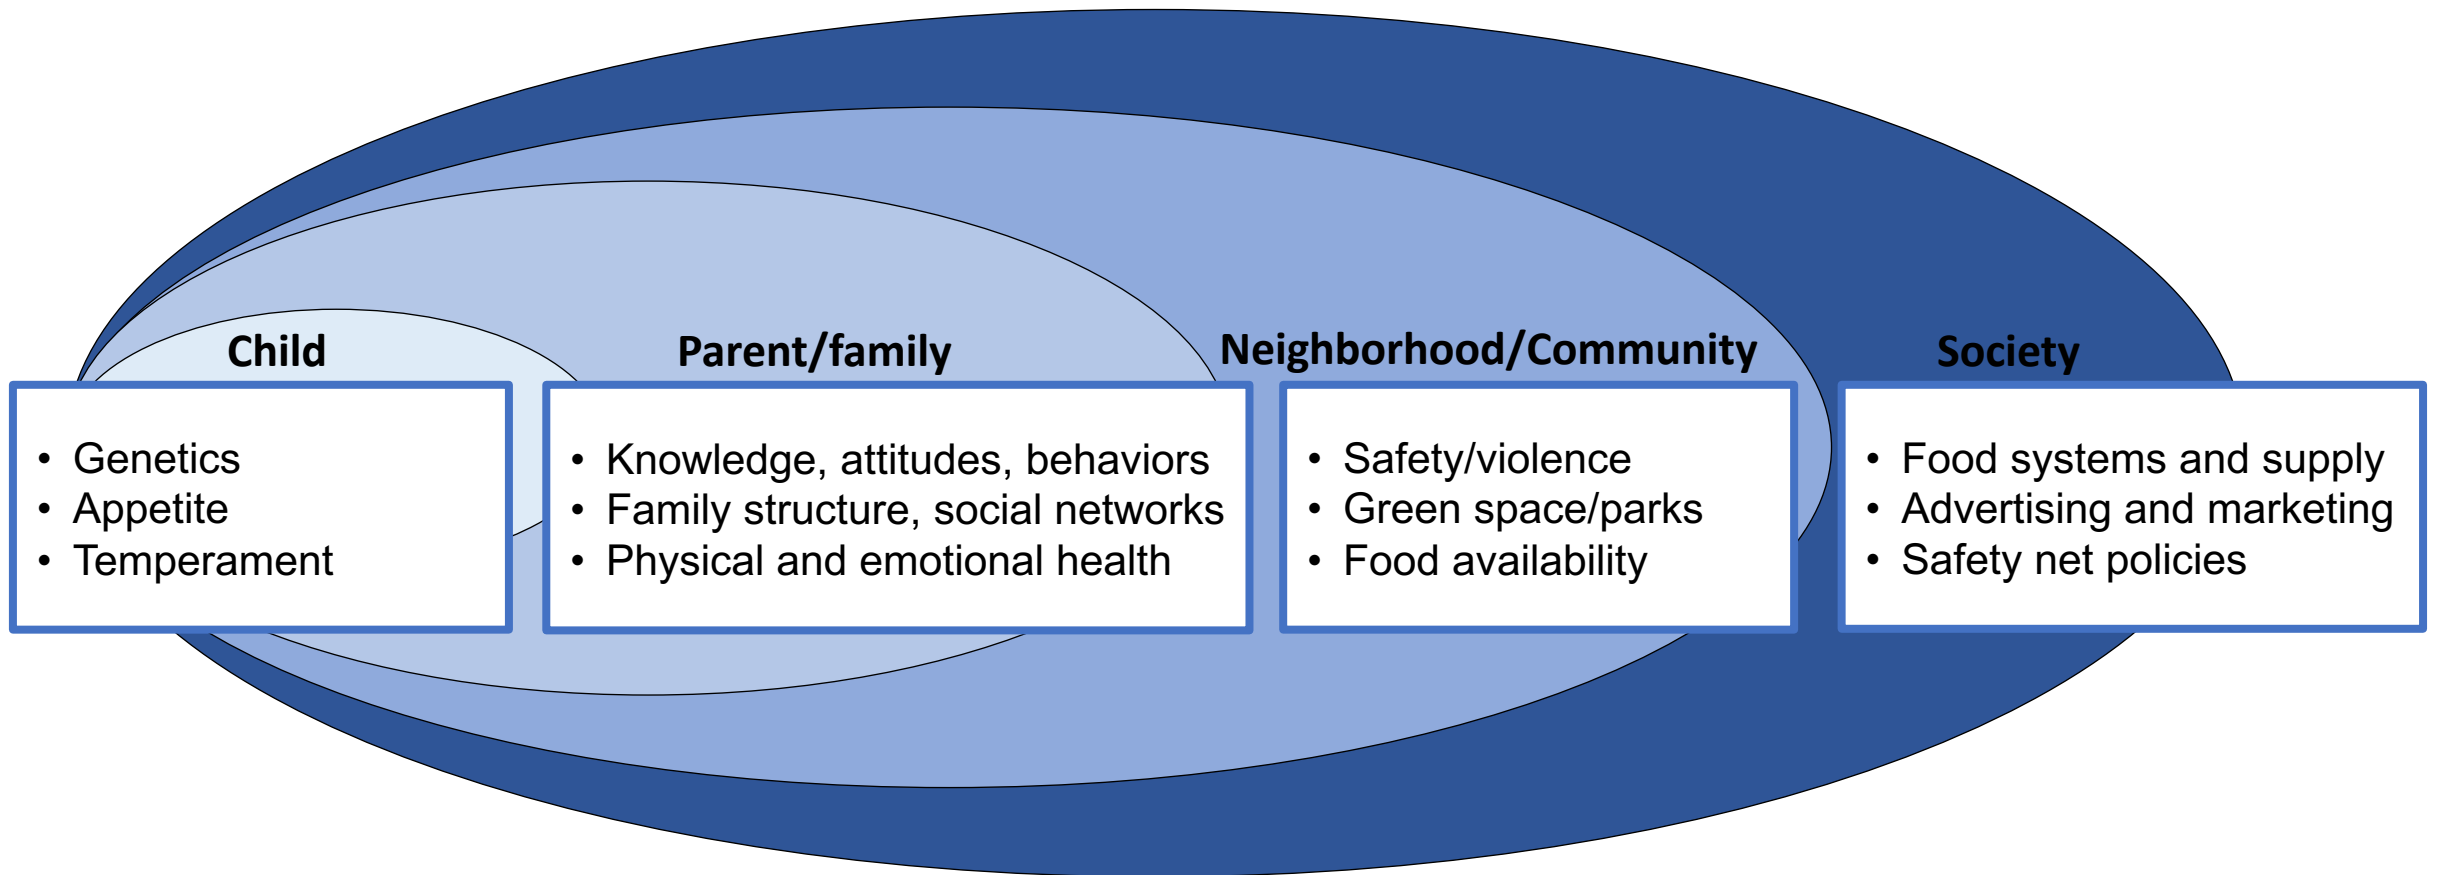 Child
• Genetics
• Appetite
• Temperament
Parent/family
• Knowledge, attitudes, behaviors
• Family structure, social networks
• Physical and emotional health
Neighborhood/Community
• Safety/violence
• Green space/parks
• Food availability
Society
• Food systems and supply
• Advertising and marketing
• Safety net policies